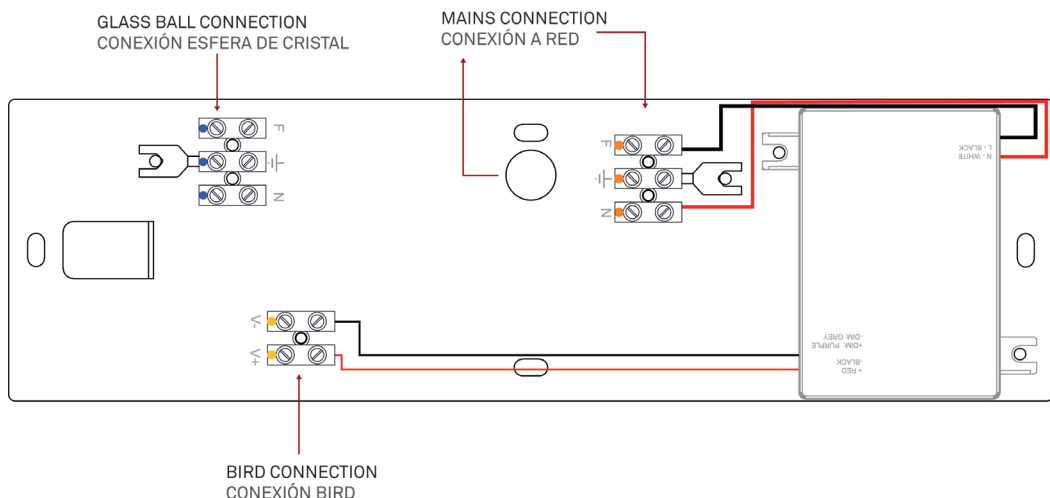 GLASS BALL CONNECTION
CONEXIÓN ESFERA DE CRISTAL
MAINS CONNECTION
CONEXIÓN A RED
F
N
F
N
L - BLACK
N - WHITE
V-
V+
-DIM: GREY
+DIM: PURPLE
-BLACK
+ RED
BIRD CONNECTION
CONEXIÓN BIRD